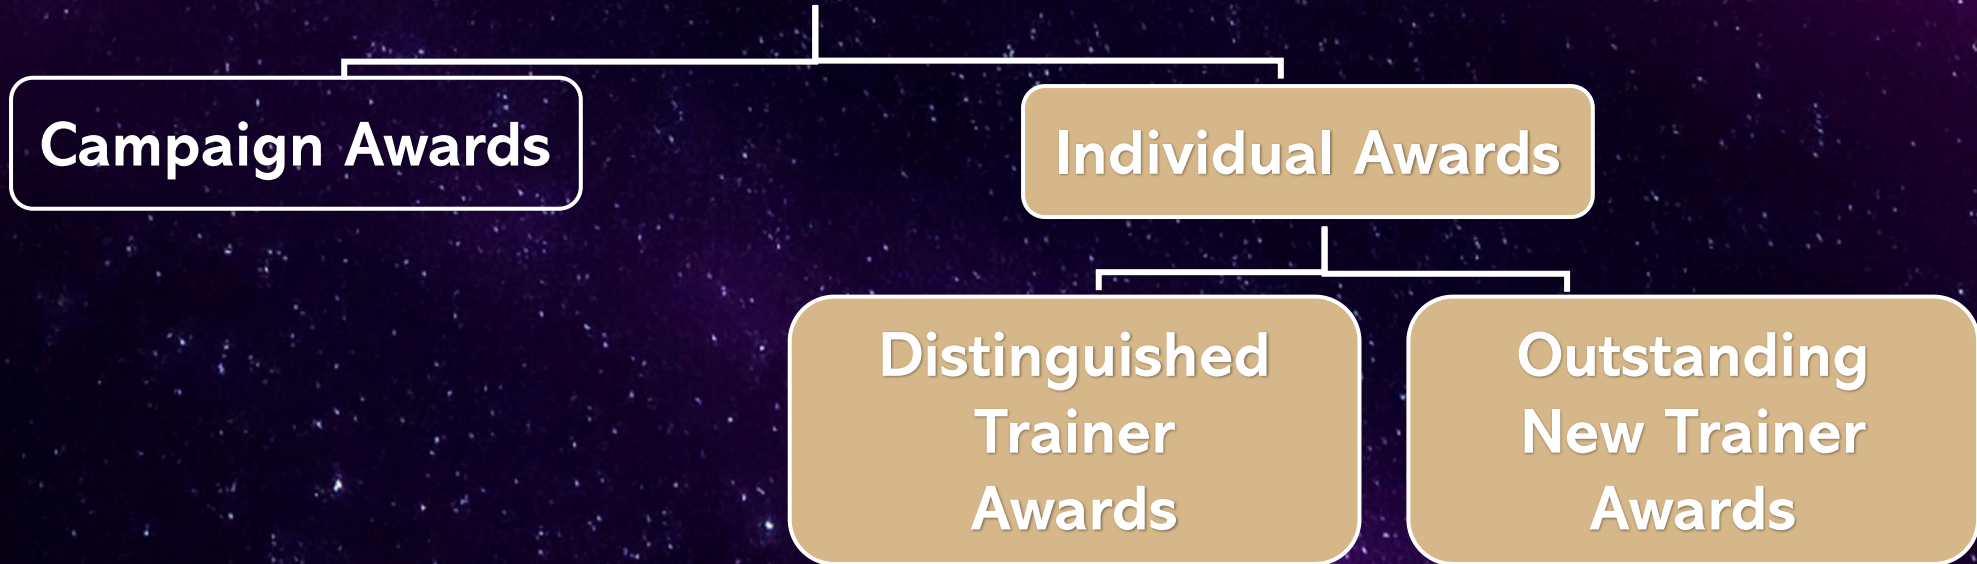 Campaign Awards
Individual Awards
Distinguished
Trainer
Awards
Outstanding
New Trainer
Awards